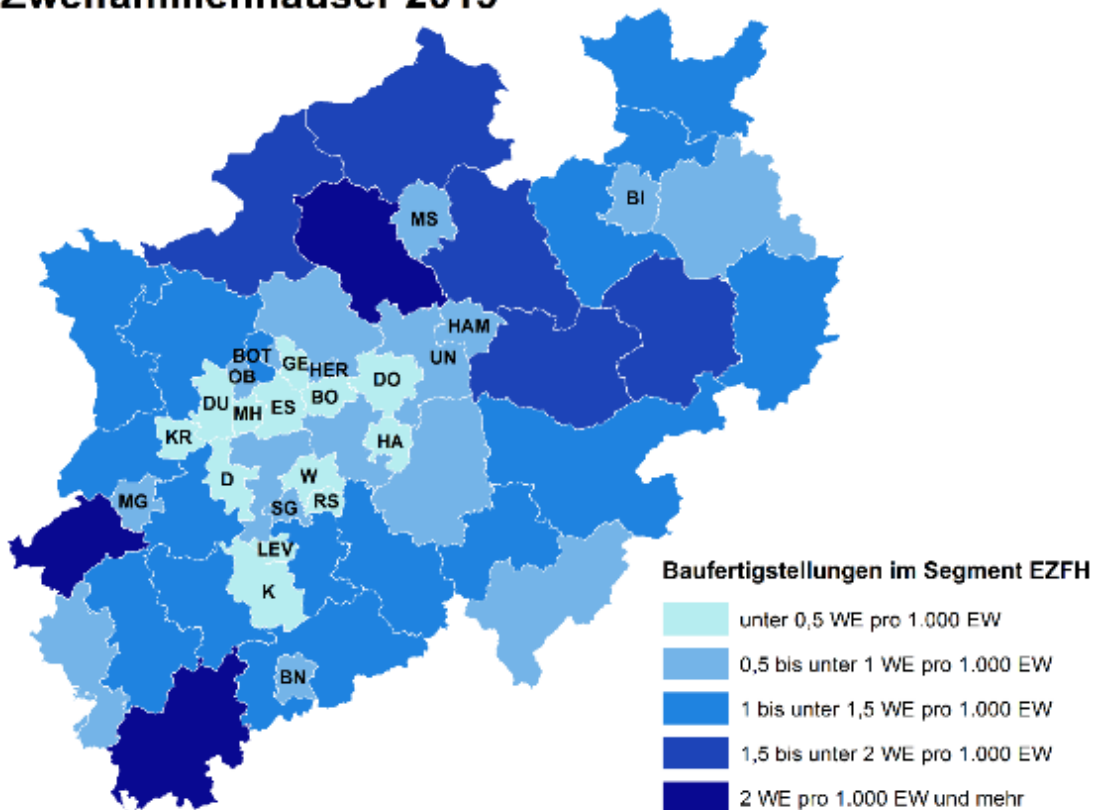 Zweifamilienhäuser 2019
BI
MS
HAM
UN
BOT
GE
HER
OB
DO
DU
MH
ES
BO
KR
HA
D
W
MG
SG
RS
LEV
K
BN
Baufertigstellungen im Segment EZFH
unter 0,5 WE pro 1.000 EW
0,5 bis unter 1 WE pro 1.000 EW
1 bis unter 1,5 WE pro 1.000 EW
1,5 bis unter 2 WE pro 1.000 EW
2 WE pro 1.000 EW und mehr